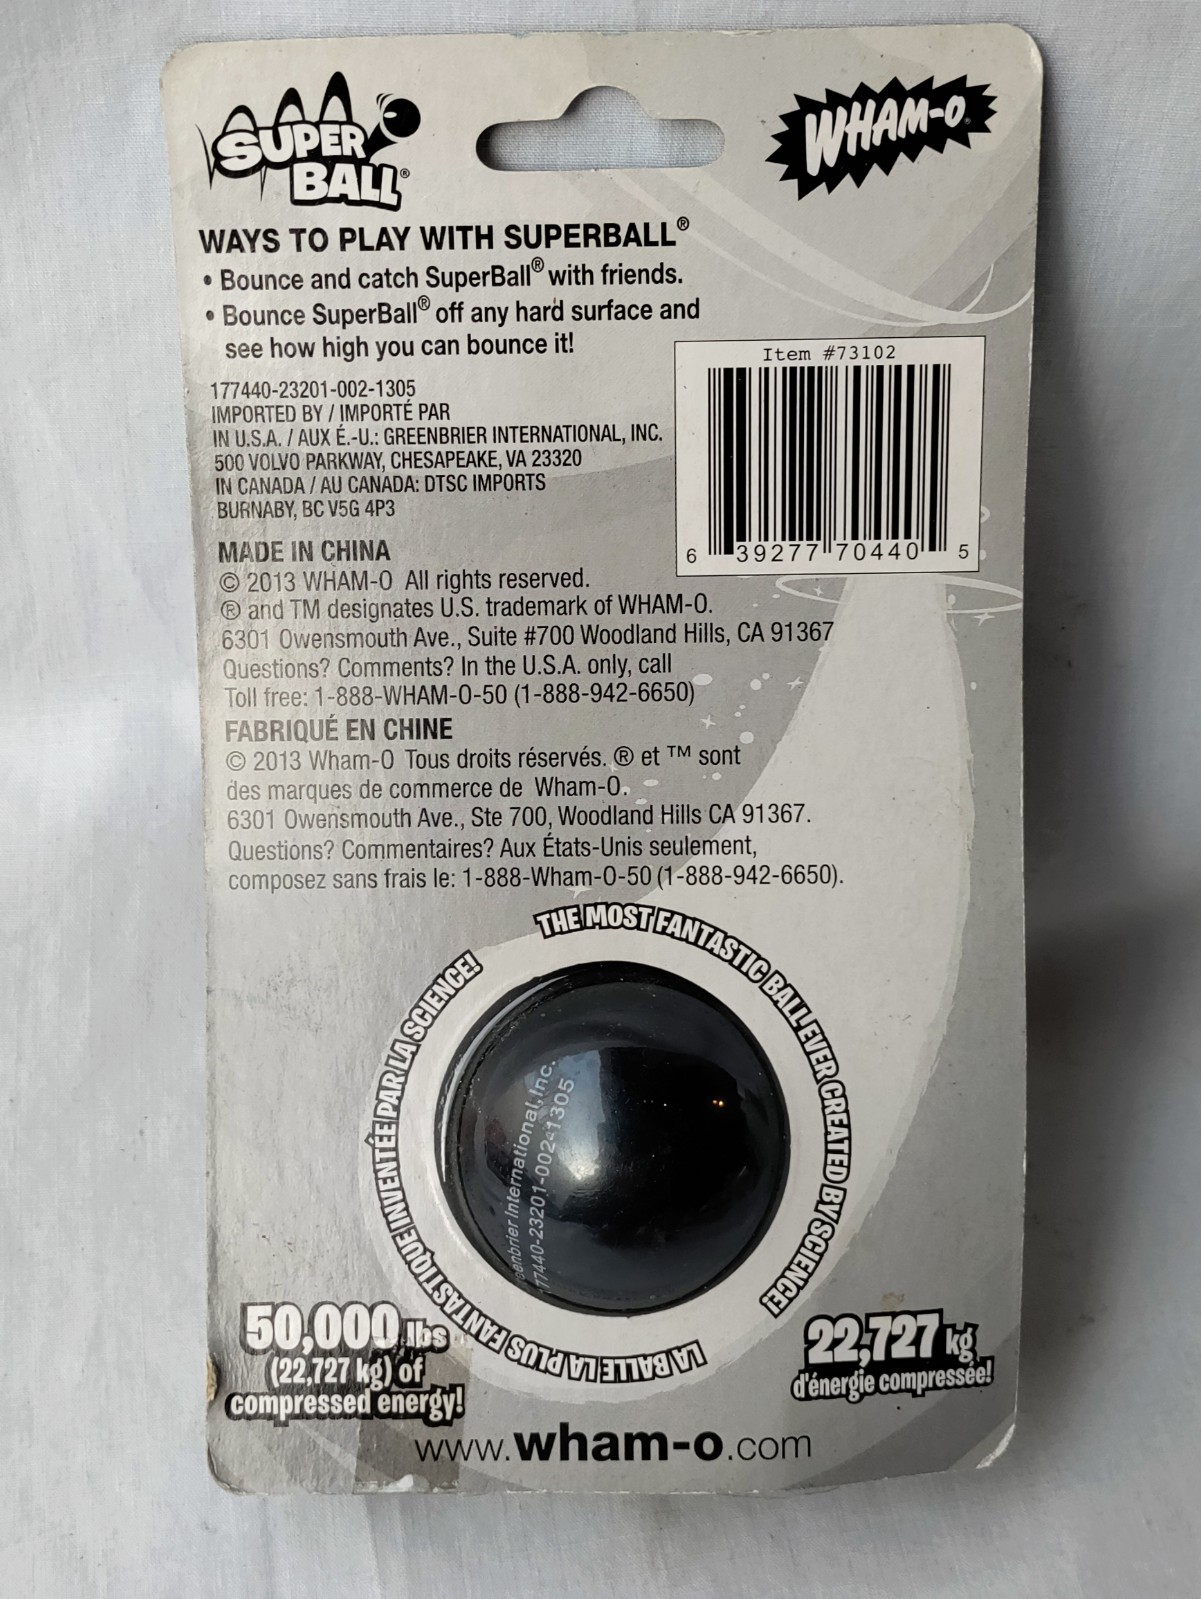 SUPER
BALL®
WHAM-O®
WAYS TO PLAY WITH SUPERBALL®
• Bounce and catch SuperBall® with friends.
• Bounce SuperBall® off any hard surface and
see how high you can bounce it!
Item #73102
6 39277 70440 5
177440-23201-002-1305
IMPORTED BY / IMPORTÉ PAR
IN U.S.A. / AUX É.-U.: GREENBRIER INTERNATIONAL, INC.
500 VOLVO PARKWAY, CHESAPEAKE, VA 23320
IN CANADA / AU CANADA: DTSC IMPORTS
BURNABY, BC V5G 4P3
MADE IN CHINA
© 2013 WHAM-O All rights reserved.
® and TM designates U.S. trademark of WHAM-O.
6301 Owensmouth Ave., Suite #700 Woodland Hills, CA 91367
Questions? Comments? In the U.S.A. only, call
Toll free: 1-888-WHAM-O-50 (1-888-942-6650)
FABRIQUÉ EN CHINE
© 2013 Wham-O Tous droits réservés. ® et ™ sont
des marques de commerce de Wham-O.
6301 Owensmouth Ave., Ste 700, Woodland Hills CA 91367.
Questions? Commentaires? Aux États-Unis seulement,
composez sans frais le: 1-888-Wham-O-50 (1-888-942-6650).
THE MOST FANTASTIC BALL EVER CREATED BY SCIENCE!
LA BALLE LA PLUS FANTASTIQUE INVENTÉE PAR LA SCIENCE!
eenbrier International, Inc.
77440-23201-002-1305
50,000 lbs
(22,727 kg) of
compressed energy!
22,727 kg
d'énergie compressée!
www.wham-o.com